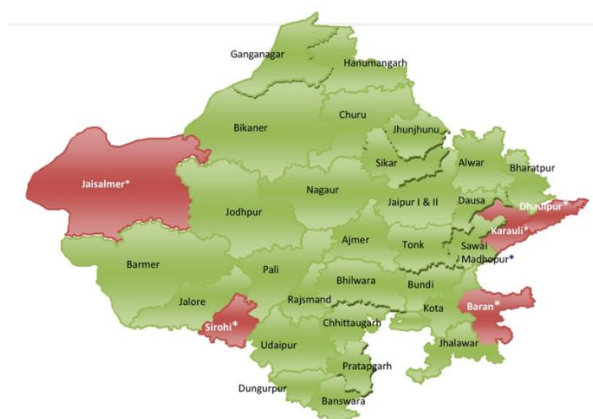 Ganganagar
Hanumangarh
Churu
Bikaner
Jhunjhunu
Sikar
Alwar
Bharatpur
Jaisalmer*
Nagaur
Jaipur I & II
Dausa
Dhaulpur*
Jodhpur
Karauli*
Ajmer
Tonk
Sawai
Madhopur*
Barmer
Pali
Bhilwara
Bundi
Jalore
Rajsmand
Kota
Baran*
Sirohi*
Chhittaugarh
Udaipur
Jhalawar
Pratapgarh
Dungurpur
Banswara